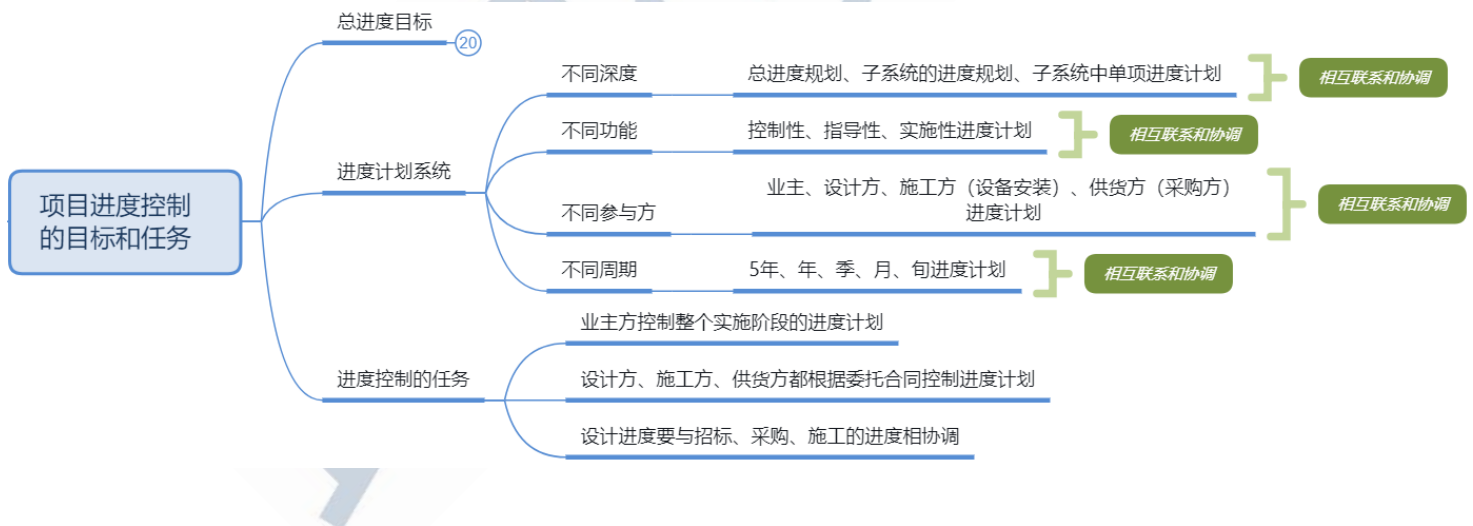 总进度目标
20
不同深度
总进度规划、子系统的进度规划、子系统中单项进度计划
相互联系和协调
不同功能
控制性、指导性、实施性进度计划
相互联系和协调
进度计划系统
项目进度控制
的目标和任务
不同参与方
业主、设计方、施工方（设备安装）、供货方（采购方）
进度计划
相互联系和协调
不同周期
5年、年、季、月、旬进度计划
相互联系和协调
业主方控制整个实施阶段的进度计划
进度控制的任务
设计方、施工方、供货方都根据委托合同控制进度计划
设计进度要与招标、采购、施工的进度相协调